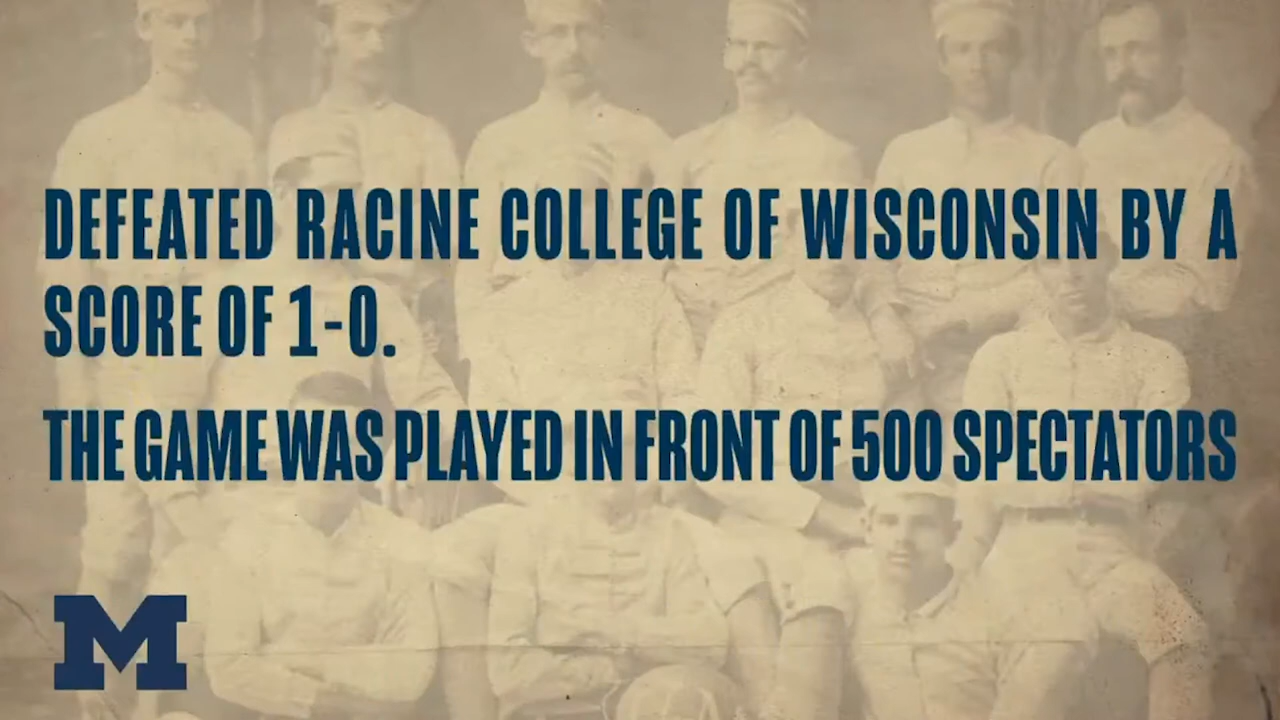 DEFEATED RACINE COLLEGE OF WISCONSIN BY A
SCORE OF 1-0.
THE GAME WAS PLAYED IN FRONT OF 500 SPECTATORS
M